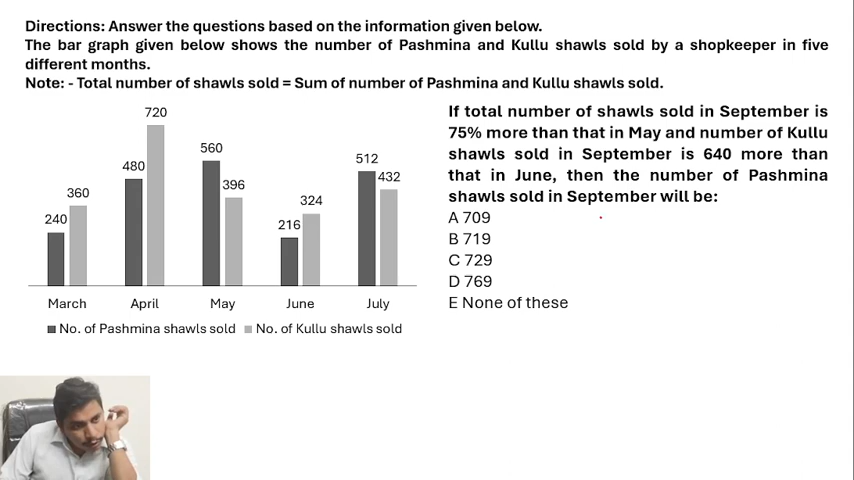 Directions: Answer the questions based on the information given below.
The bar graph given below shows the number of Pashmina and Kullu shawls sold by a shopkeeper in five
different months.
Note: - Total number of shawls sold = Sum of number of Pashmina and Kullu shawls sold.
720
480
560
396
512
432
360
240
324
216
March April May June July
No. of Pashmina shawls sold No. of Kullu shawls sold
If total number of shawls sold in September is
75% more than that in May and number of Kullu
shawls sold in September is 640 more than
that in June, then the number of Pashmina
shawls sold in September will be:
A 709
B 719
C 729
D 769
E None of these